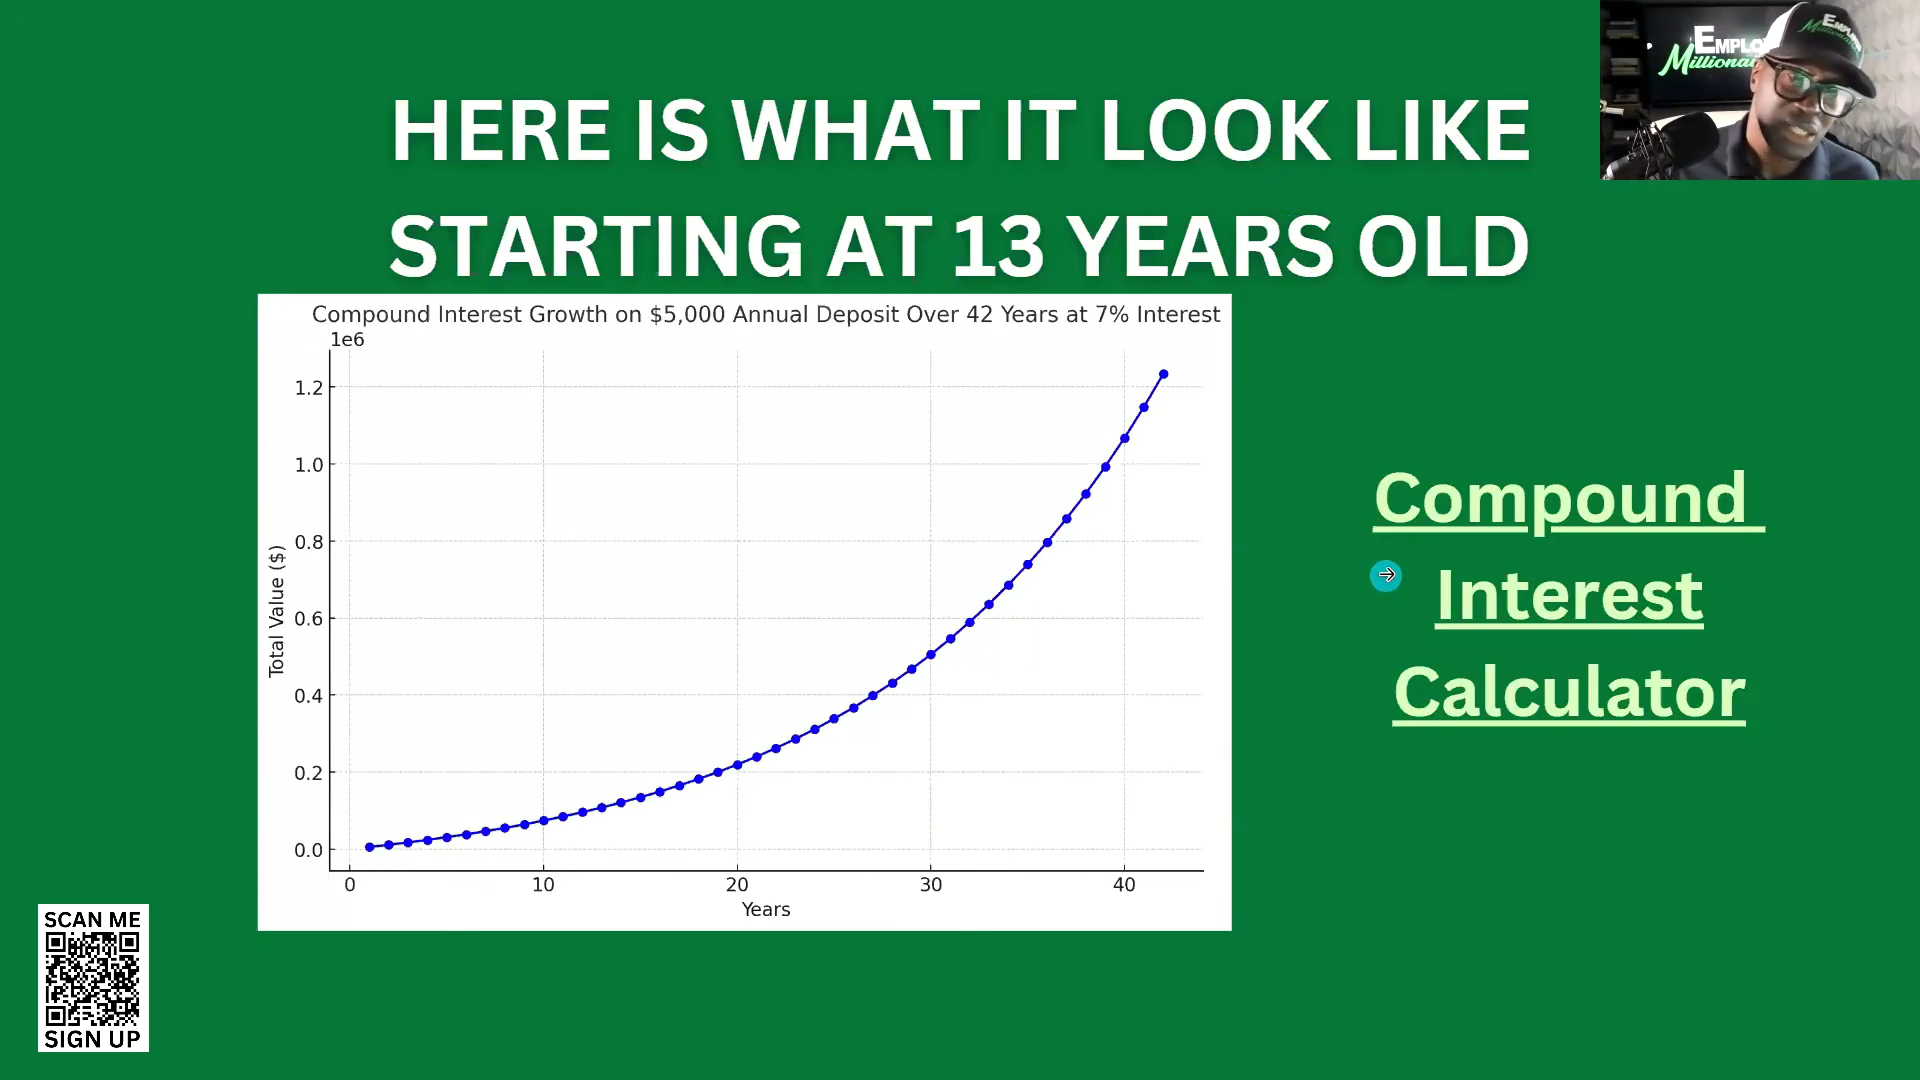 HERE IS WHAT IT LOOK LIKE
STARTING AT 13 YEARS OLD
Compound Interest Growth on $5,000 Annual Deposit Over 42 Years at 7% Interest
1e6
1.2
1.0
0.8
0.6
0.4
0.2
0.0
Total Value ($)
0 10 20 30 40
Years
Compound
Interest
Calculator
SCAN ME
SIGN UP
EMPLO
Milliona